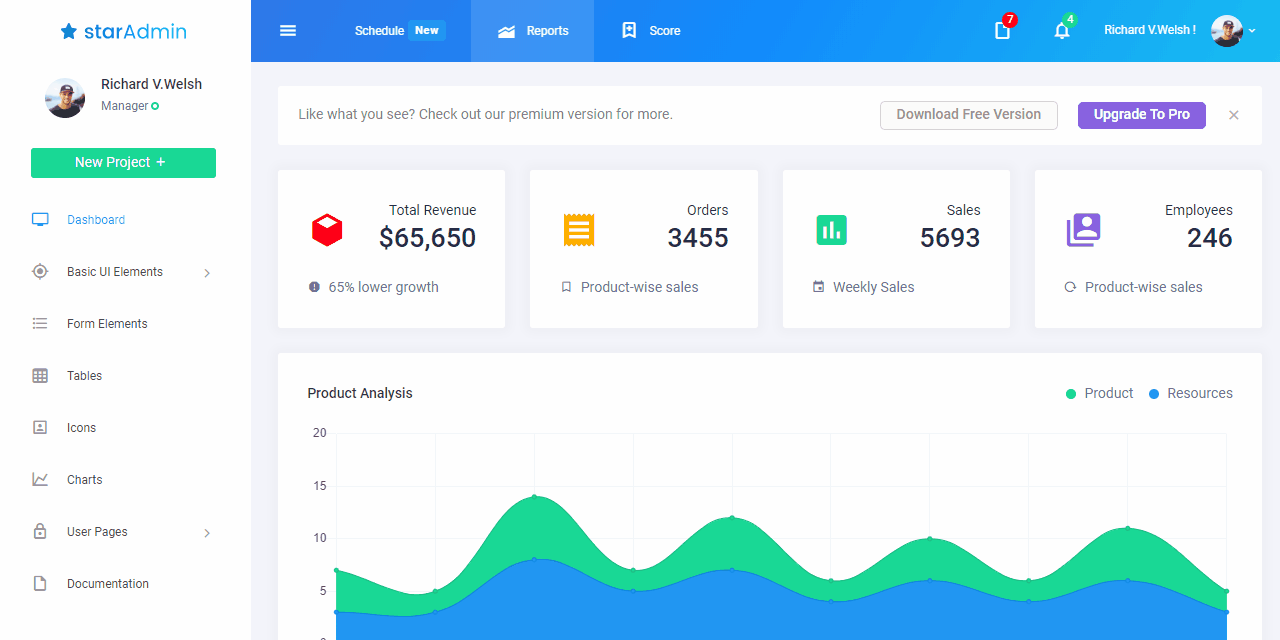 starAdmin
Schedule New
Reports
Score
7
4
Richard V.Welsh !
Richard V.Welsh
Manager
New Project +
Dashboard
Basic UI Elements
Form Elements
Tables
Icons
Charts
User Pages
Documentation
Like what you see? Check out our premium version for more.
Download Free Version
Upgrade To Pro
Total Revenue
$65,650
65% lower growth
Orders
3455
Product-wise sales
Sales
5693
Weekly Sales
Employees
246
Product-wise sales
Product Analysis
Product
Resources
20
15
10
5